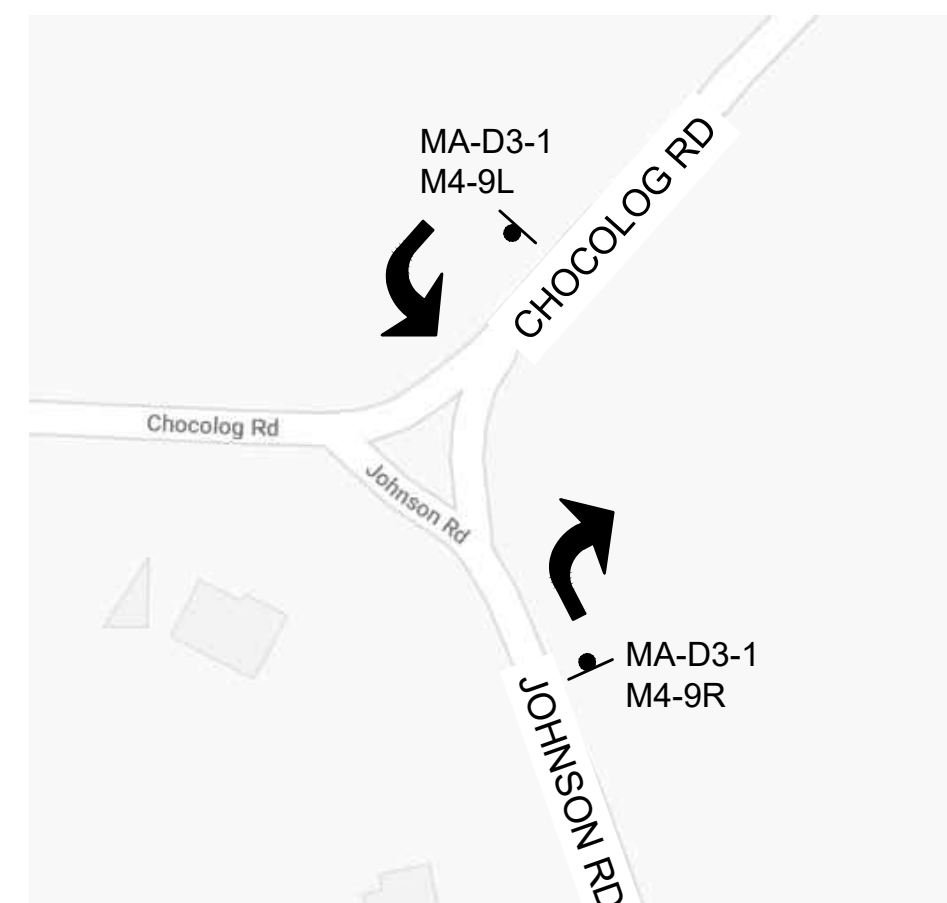 MA-D3-1
M4-9L
CHOCOLOG RD
Chocolog Rd
Johnson Rd
MA-D3-1
M4-9R
JOHNSON RD